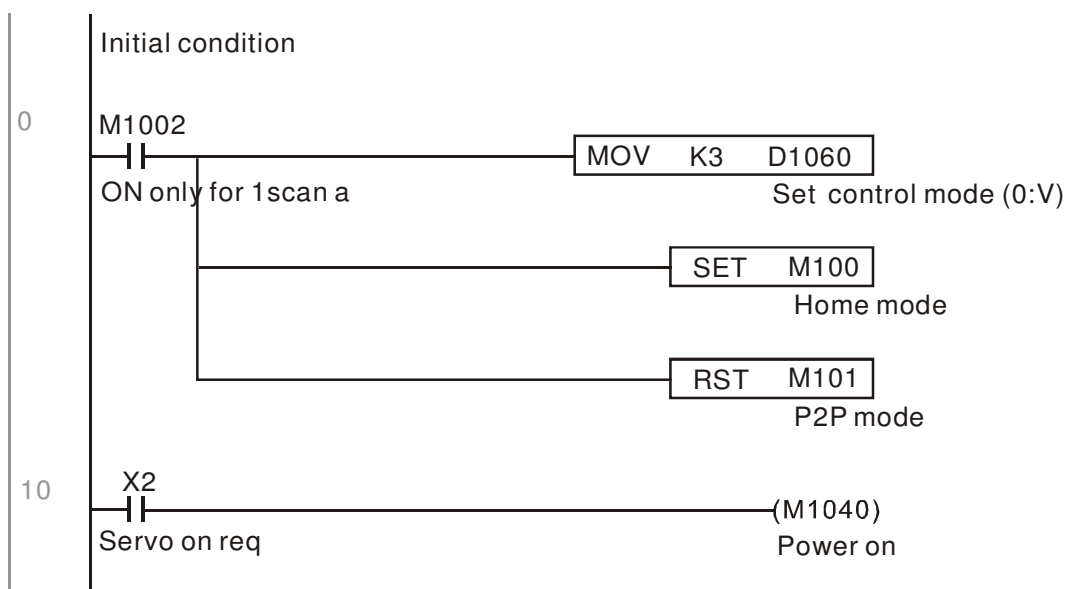 Initial condition
0
M1002
MOV K3 D1060
ON only for 1scan a
Set control mode (0:V)
SET M100
Home mode
RST M101
P2P mode
10
X2
(M1040)
Servo on req
Power on